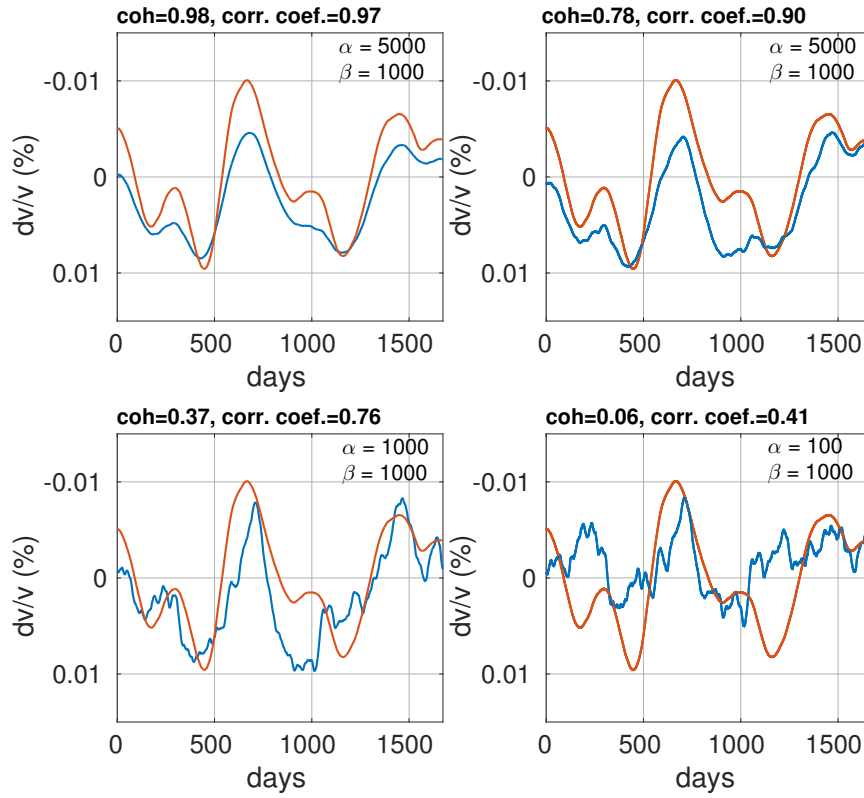 coh=0.98, corr. coef.=0.97
α = 5000
β = 1000
-0.01
0
0.01
dv/v (%)
0 500 1000 1500
days
coh=0.78, corr. coef.=0.90
α = 5000
β = 1000
-0.01
0
0.01
dv/v (%)
0 500 1000 1500
days
coh=0.37, corr. coef.=0.76
α = 1000
β = 1000
-0.01
0
0.01
dv/v (%)
0 500 1000 1500
days
coh=0.06, corr. coef.=0.41
α = 100
β = 1000
-0.01
0
0.01
dv/v (%)
0 500 1000 1500
days